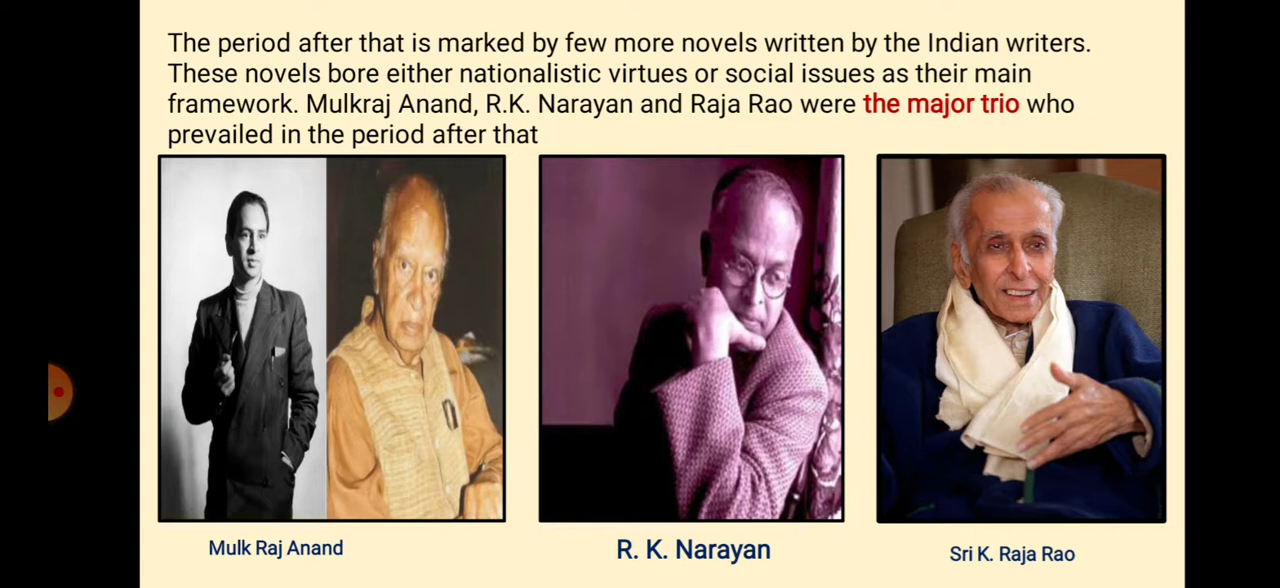 The period after that is marked by few more novels written by the Indian writers.
These novels bore either nationalistic virtues or social issues as their main
framework. Mulkraj Anand, R.K. Narayan and Raja Rao were the major trio who
prevailed in the period after that
Mulk Raj Anand
R. K. Narayan
Sri K. Raja Rao